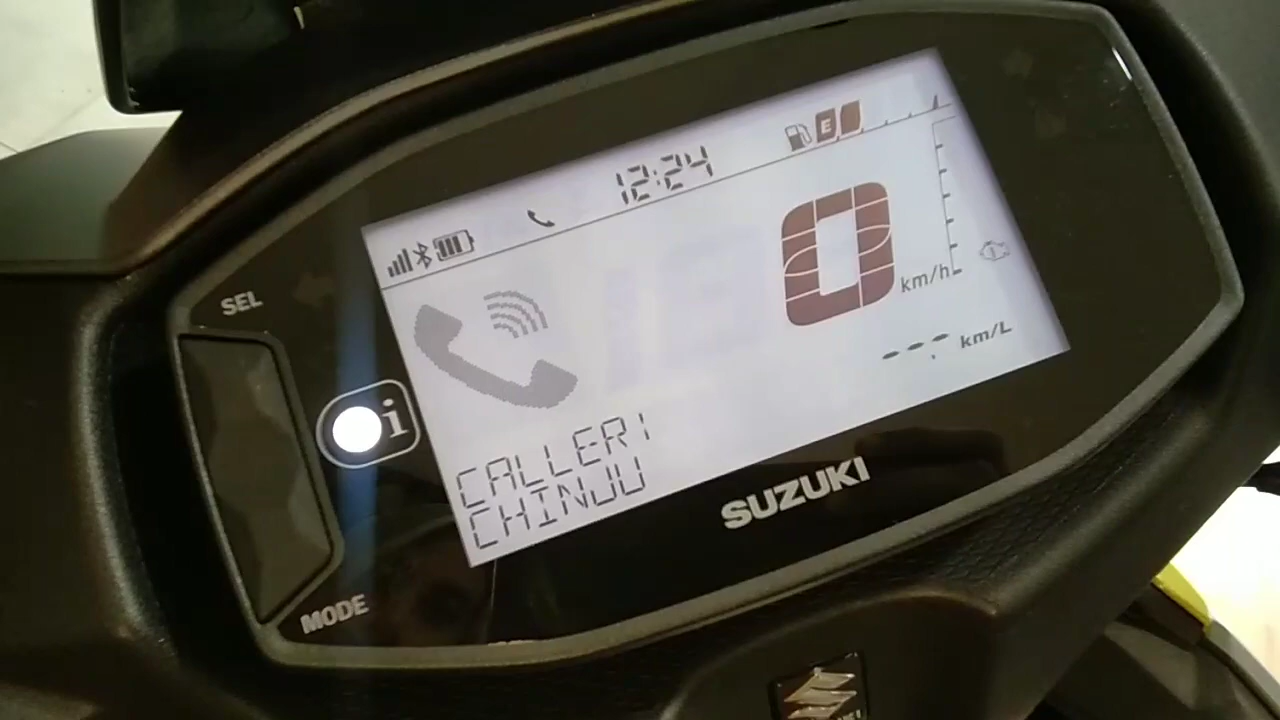 12:24
E
0
km/h
--.- km/L
SEL
i
CALLER:
CHINJU
SUZUKI
MODE